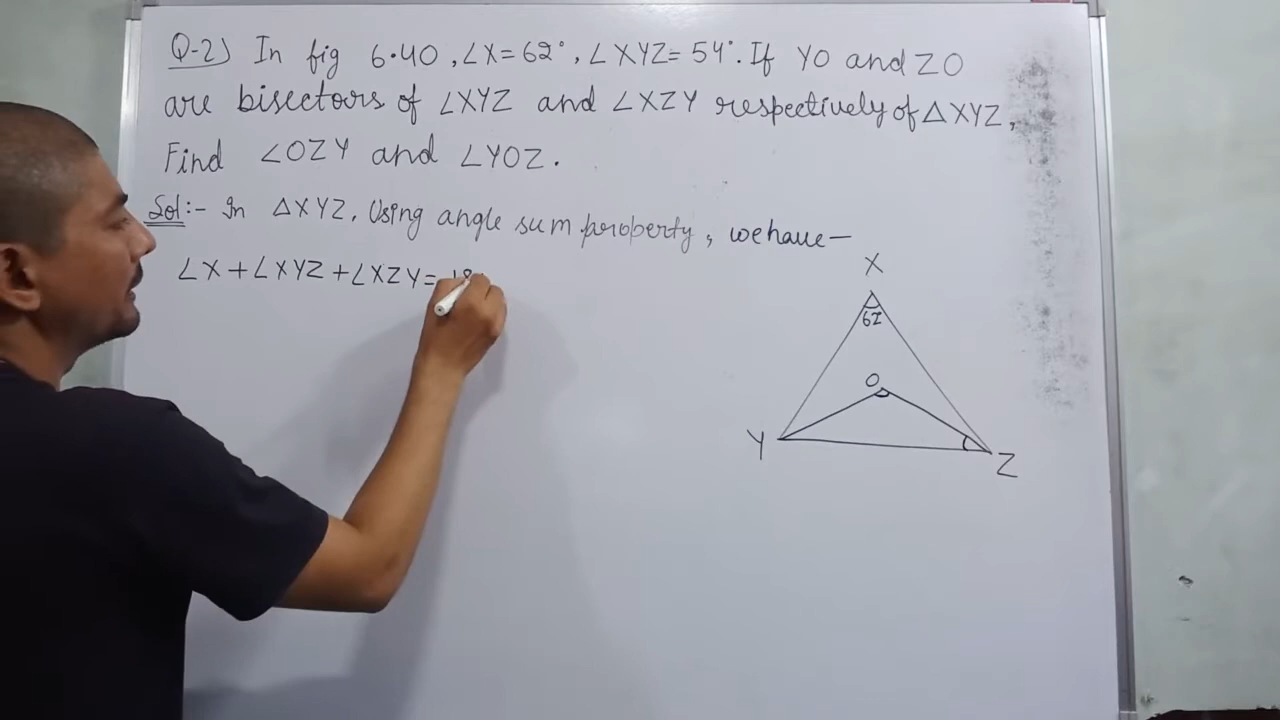 Q-2) In fig 6.40, ∠X=62°, ∠XYZ=54°. If YO and ZO
are bisectors of ∠XYZ and ∠XZY respectively of △XYZ,
Find ∠OZY and ∠YOZ.
Sol:- In △XYZ, Using angle sum property, we have—
∠X+∠XYZ+∠XZY=18
X
62
O
Y
Z